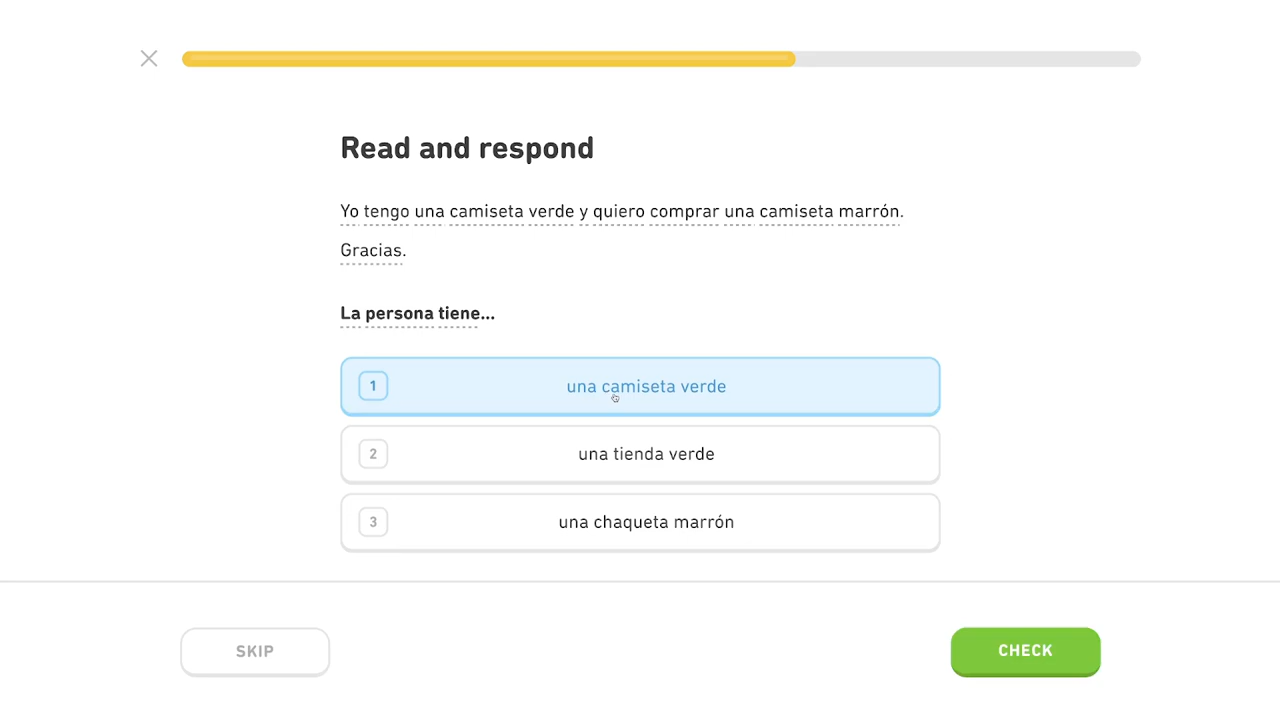 Read and respond
Yo tengo una camiseta verde y quiero comprar una camiseta marrón.
Gracias.
La persona tiene...
1 una camiseta verde
2 una tienda verde
3 una chaqueta marrón
SKIP
CHECK